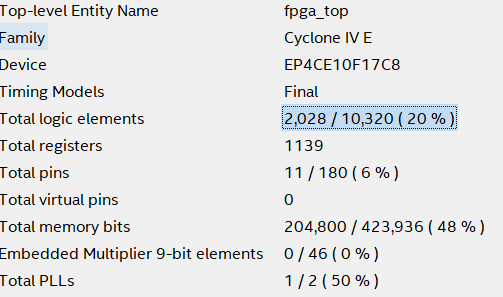 Top-level Entity Name fpga_top
Family Cyclone IV E
Device EP4CE10F17C8
Timing Models Final
Total logic elements 2,028 / 10,320 ( 20 % )
Total registers 1139
Total pins 11 / 180 ( 6 % )
Total virtual pins 0
Total memory bits 204,800 / 423,936 ( 48 % )
Embedded Multiplier 9-bit elements 0 / 46 ( 0 % )
Total PLLs 1 / 2 ( 50 % )